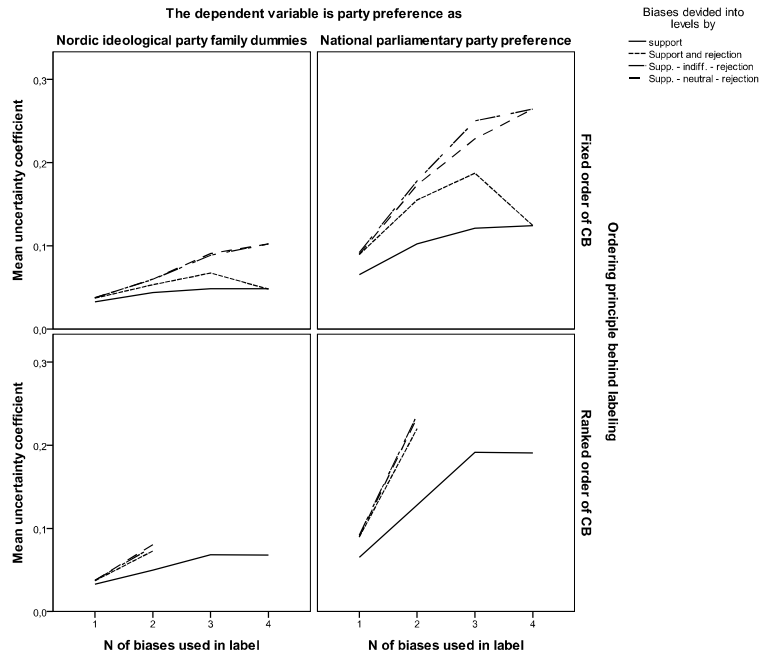 The dependent variable is party preference as
Nordic ideological party family dummies
National parliamentary party preference
Biases devided into
levels by
support
Support and rejection
Supp. - indiff. - rejection
Supp. - neutral - rejection
Mean uncertainty coefficient
0,3
0,2
0,1
0,0
Fixed order of CB
Ordering principle behind labeling
Mean uncertainty coefficient
0,3
0,2
0,1
0,0
Ranked order of CB
1 2 3 4
1 2 3 4
N of biases used in label
N of biases used in label